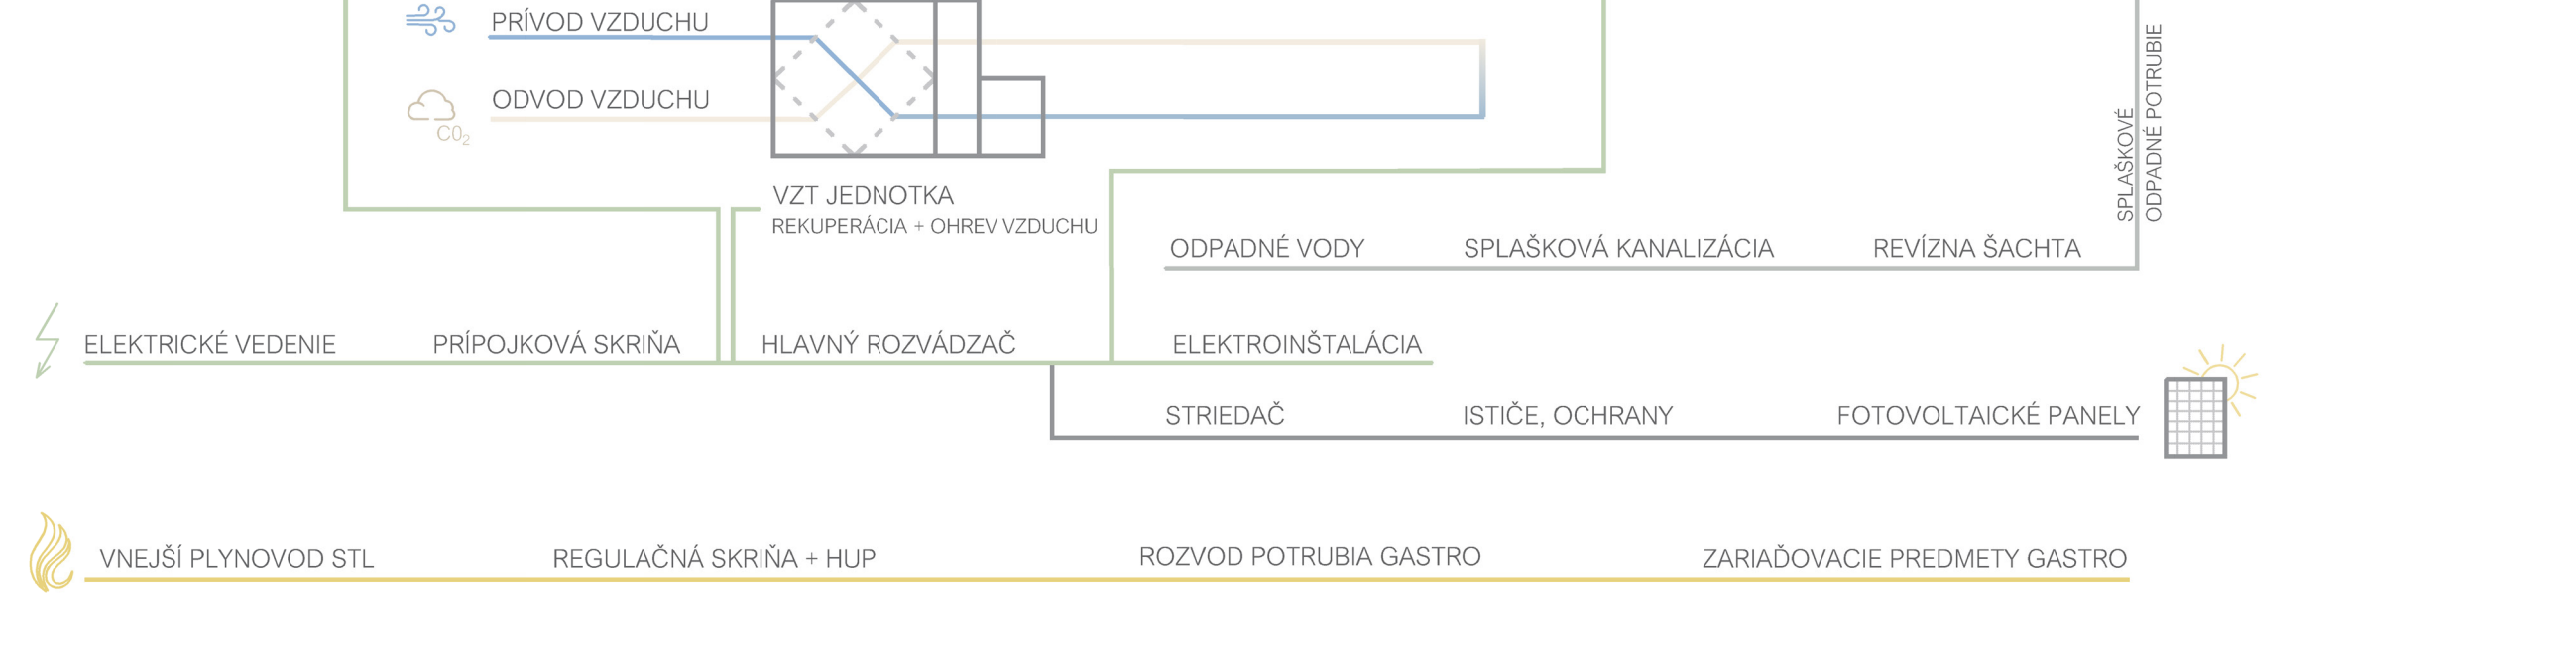 PRÍVOD VZDUCHU
ODVOD VZDUCHU
C0₂
VZT JEDNOTKA
REKUPERÁCIA + OHREV VZDUCHU
SPLAŠKOVÉ
ODPADNÉ POTRUBIE
ODPADNÉ VODY SPLAŠKOVÁ KANALIZÁCIA REVÍZNA ŠACHTA
ELEKTRICKÉ VEDENIE PRÍPOJKOVÁ SKRIŇA HLAVNÝ ROZVÁDZAČ ELEKTROINŠTALÁCIA
STRIEDAČ ISTIČE, OCHRANY FOTOVOLTAICKÉ PANELY
VNEJŠÍ PLYNOVOD STL REGULAČNÁ SKRIŇA + HUP ROZVOD POTRUBIA GASTRO ZARIAĎOVACIE PREDMETY GASTRO